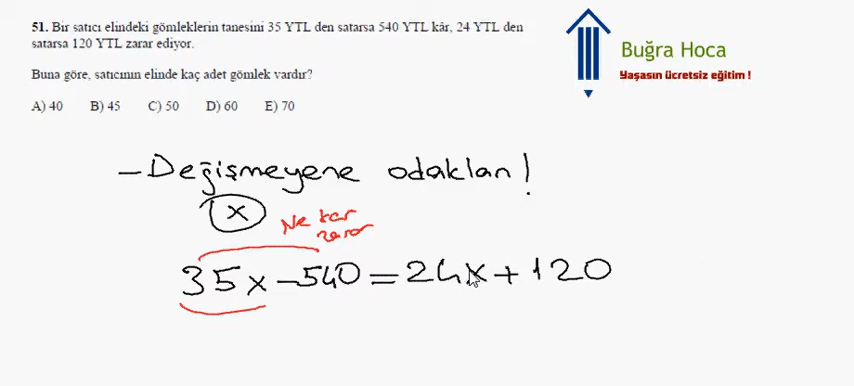 51. Bir satıcı elindeki gömleklerin tanesini 35 YTL den satarsa 540 YTL kâr, 24 YTL den
satarsa 120 YTL zarar ediyor.
Buna göre, satıcının elinde kaç adet gömlek vardır?
A) 40 B) 45 C) 50 D) 60 E) 70
Buğra Hoca
Yaşasın ücretsiz eğitim !
– Değişmeyene odaklan!
x
Ne kar
zarar
35x – 540 = 24x + 120